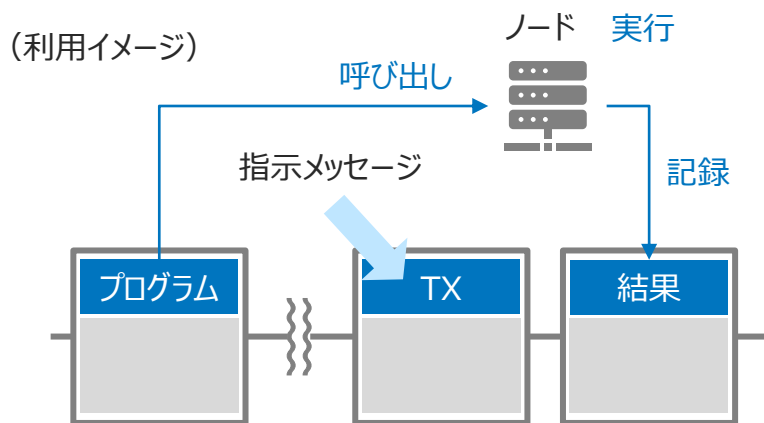 （利用イメージ）
ノード
実行
呼び出し
指示メッセージ
記録
プログラム
TX
結果